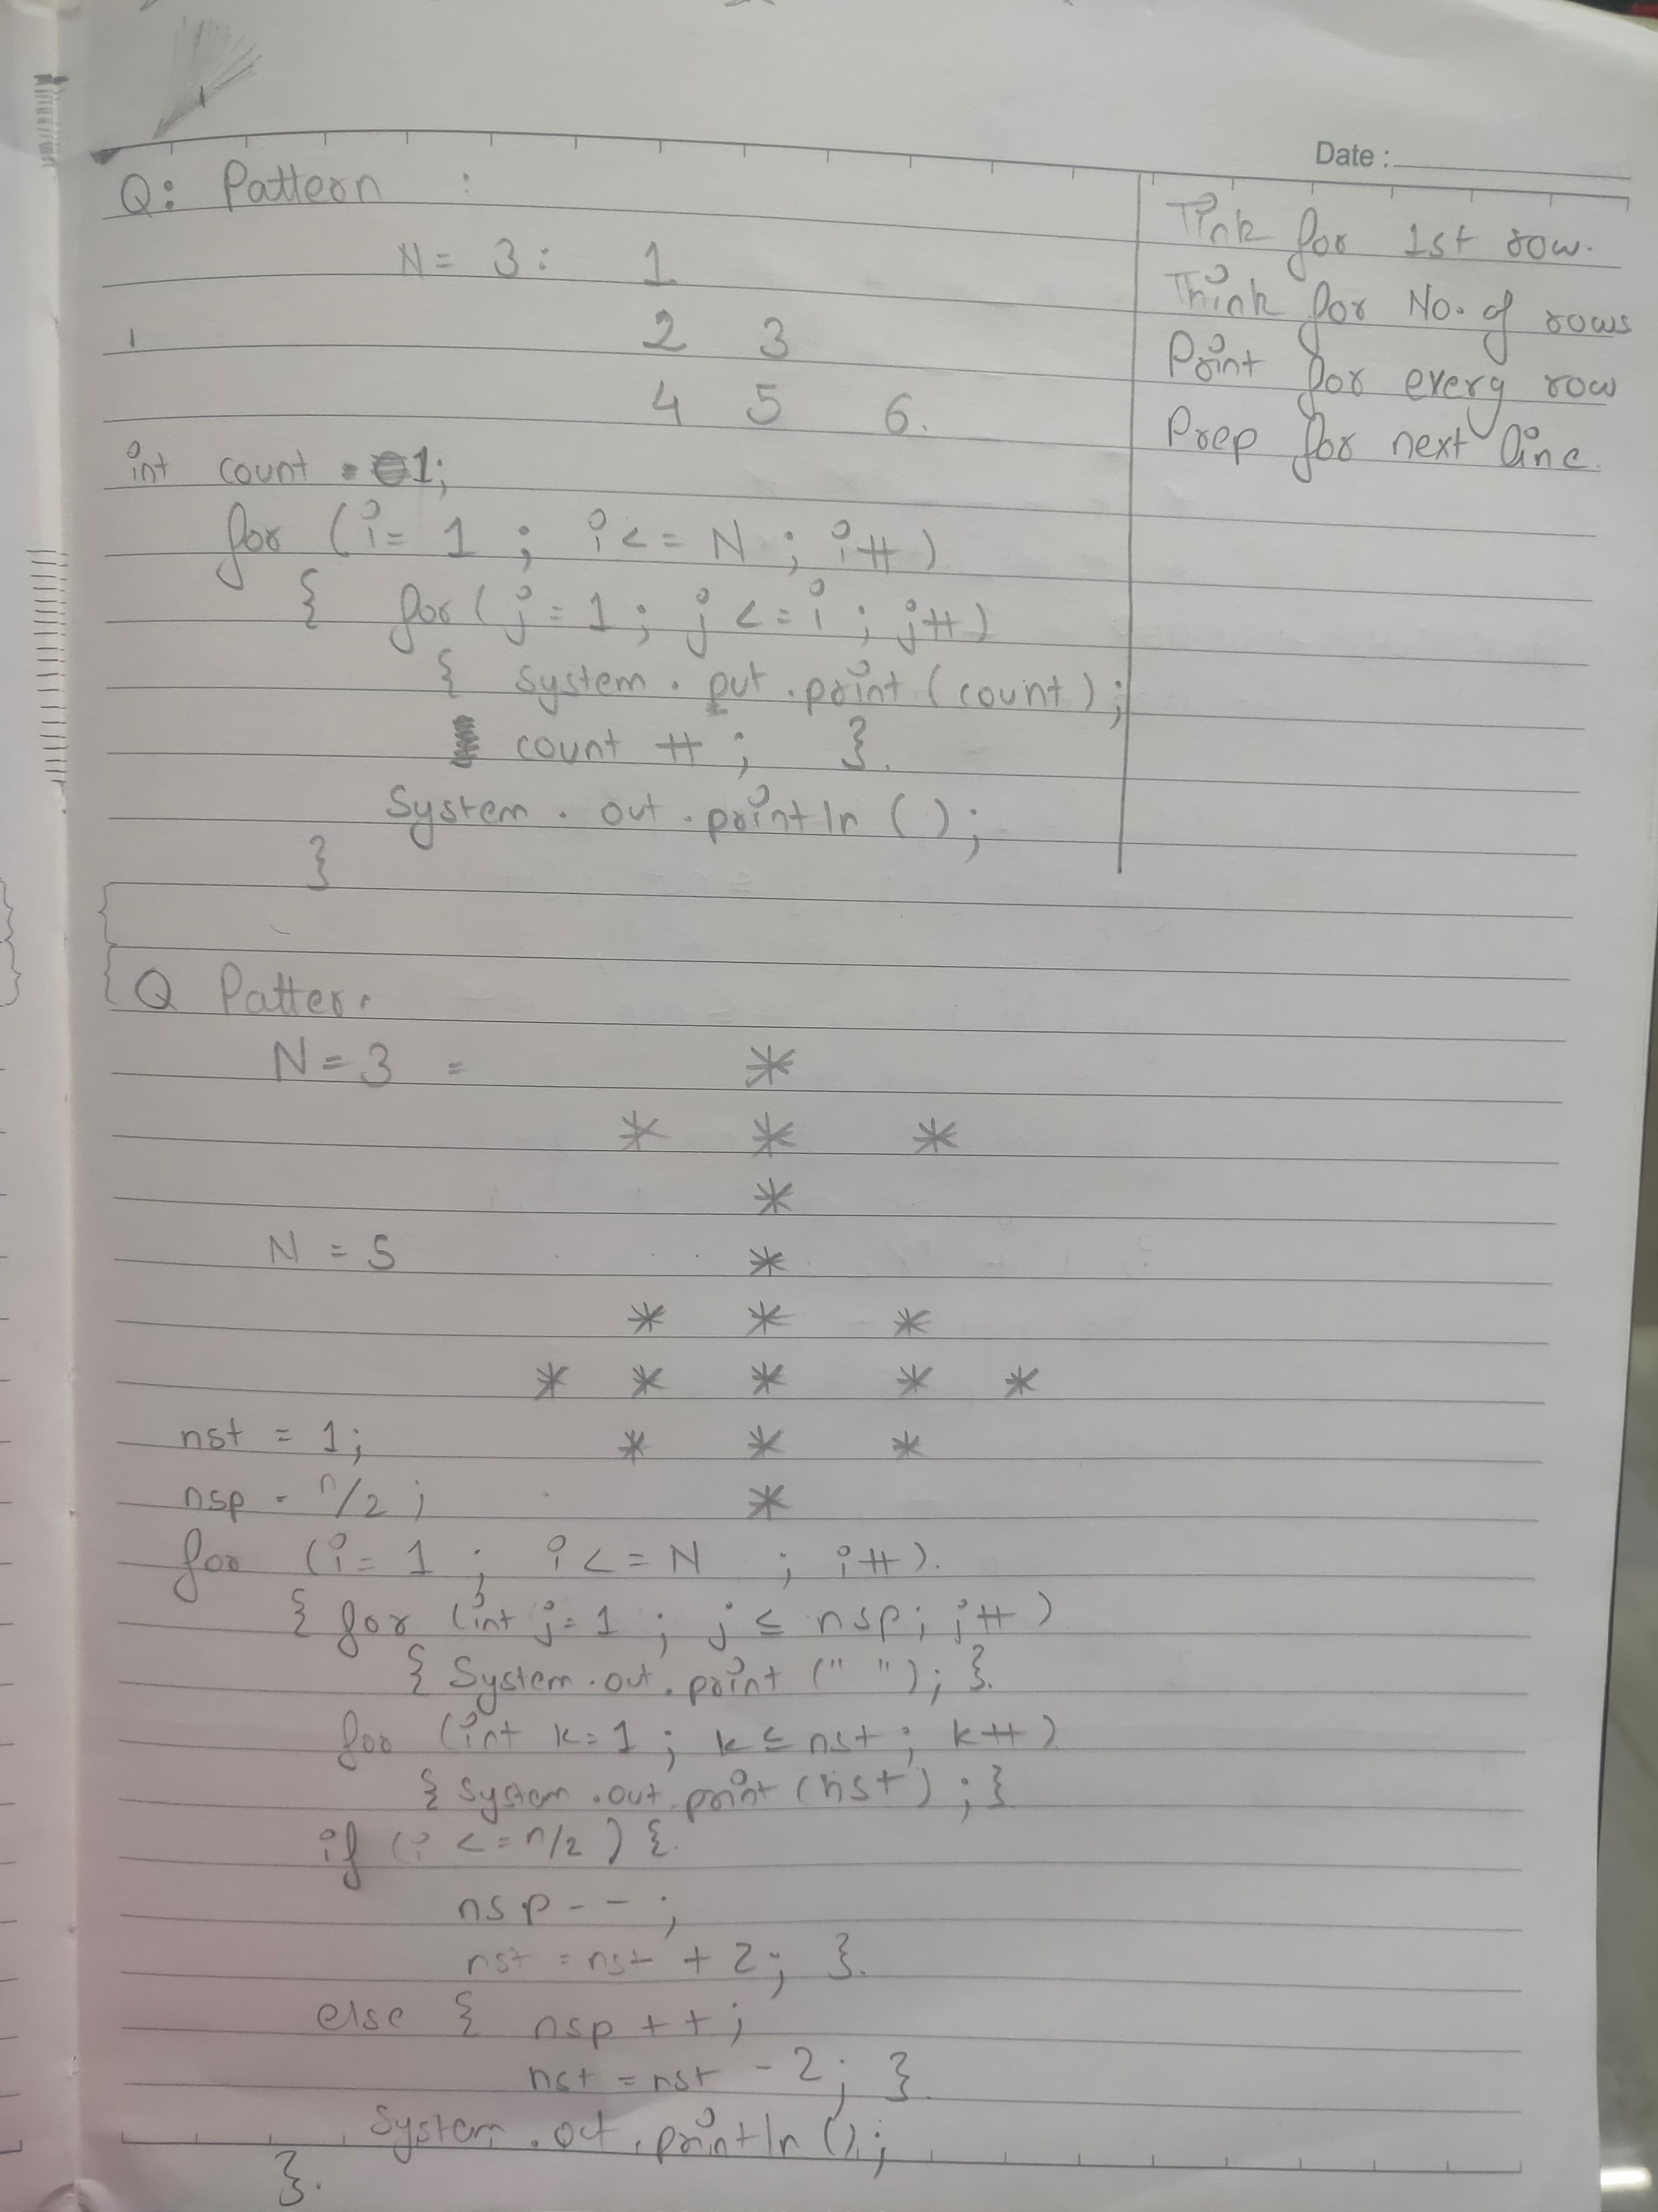 Date :
Q: Pattern :
N = 3 : 1
2 3
4 5 6.
Tink for 1st row.
Think for No. of rows
Print for every row
Prep for next line.
int count = 1;
for (i = 1 ; i <= N ; i++)
{ for (j = 1 ; j <= i ; j++)
{ System . out . print ( count ) ;
count ++ ; }.
System . out . println ( ) ;
}
Q Patter.
N = 3 = *
* * *
*
N = 5 *
* * *
* * * * *
nst = 1; * * *
nsp = n/2 ; *
for (i = 1 ; i <= N ; i++).
{ for (int j = 1 ; j ≤ nsp ; j++)
{ System . out . print (" ") ; }.
for (int k = 1 ; k ≤ nst ; k++)
{ System . out . print (nst) ; }
if (i <= n/2 ) {.
nsp - - ;
nst = nst + 2 ; }.
else { nsp ++ ;
nst = nst - 2 ; }.
System . out . println () ;
}.